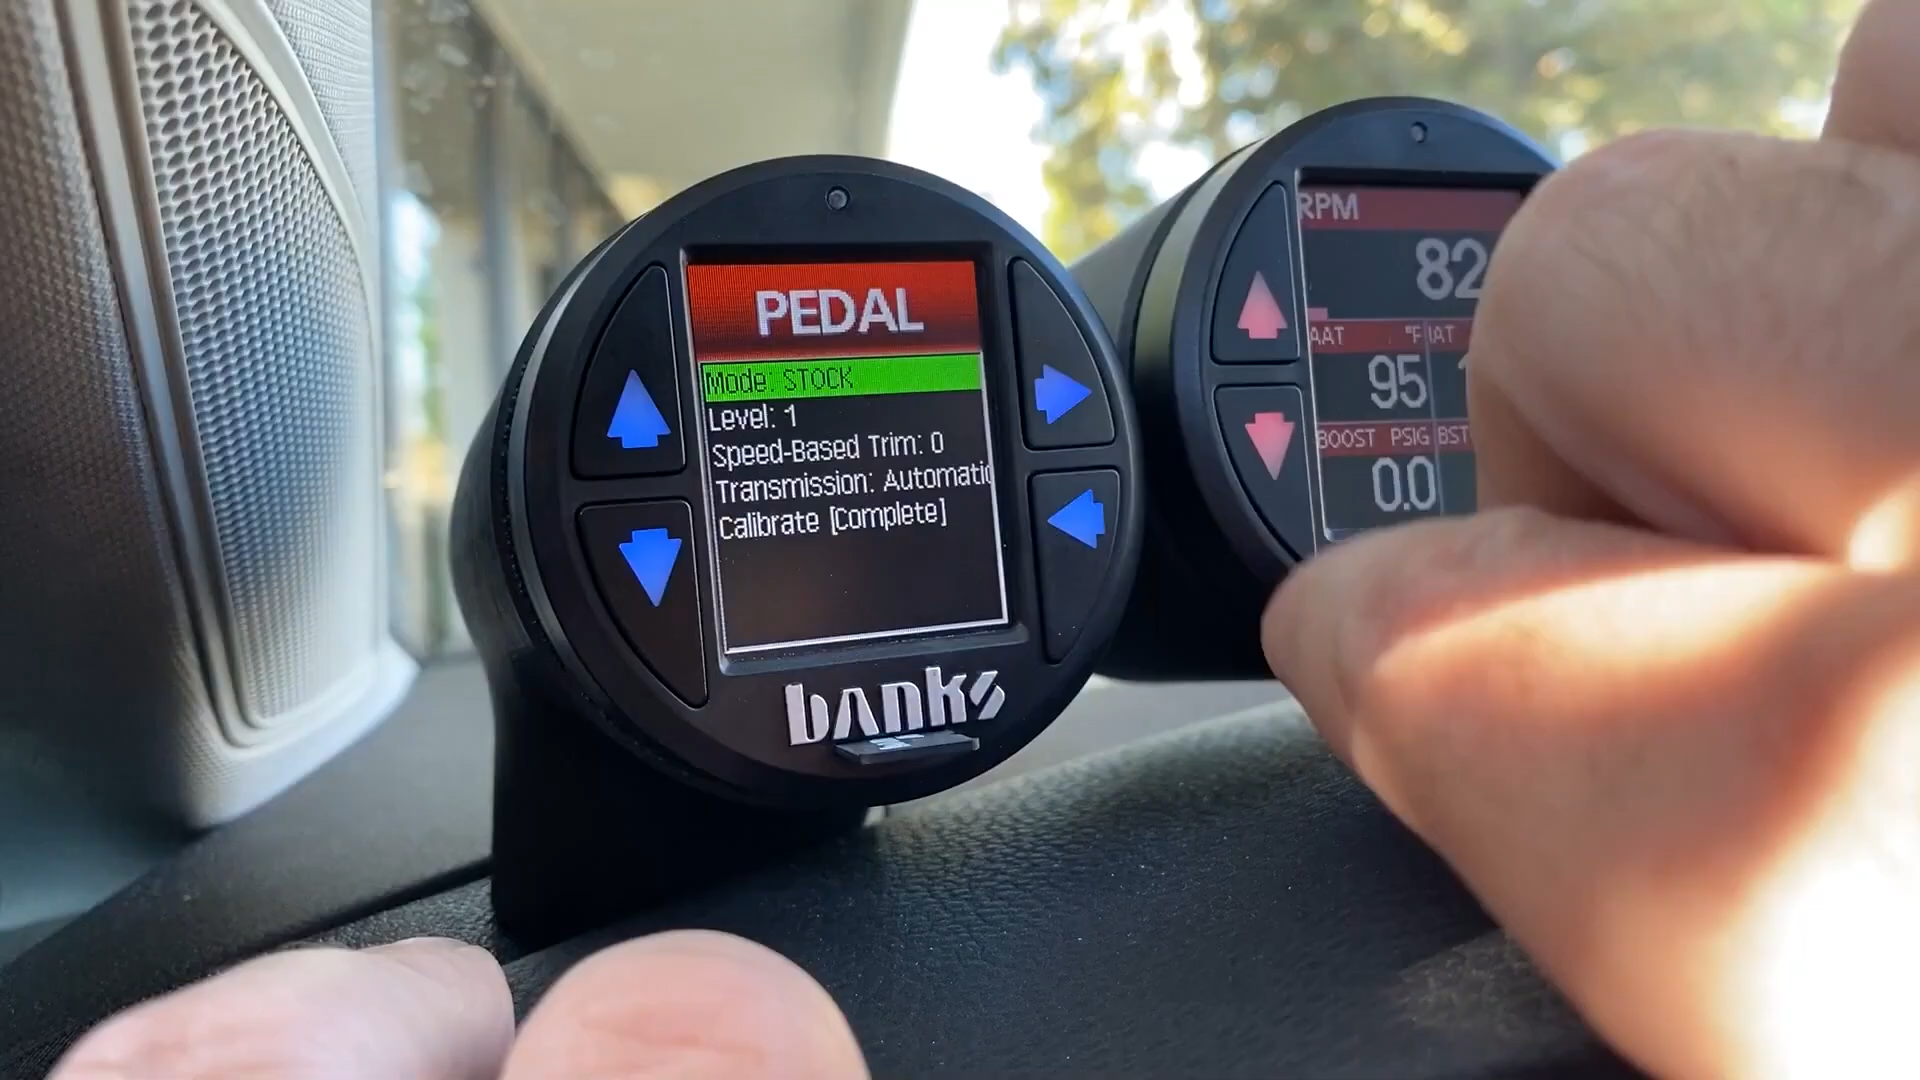 PEDAL
Mode: STOCK
Level: 1
Speed-Based Trim: 0
Transmission: Automatic
Calibrate [Complete]
banks
RPM
82
AAT °F IAT
95
BOOST PSIG BST
0.0